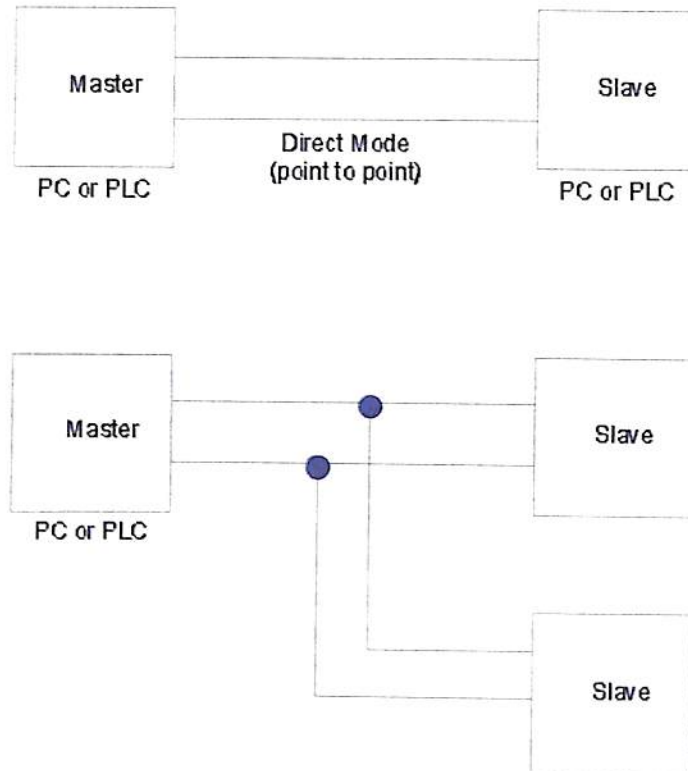 Master
Slave
Direct Mode
(point to point)
PC or PLC
PC or PLC
Master
Slave
PC or PLC
Slave